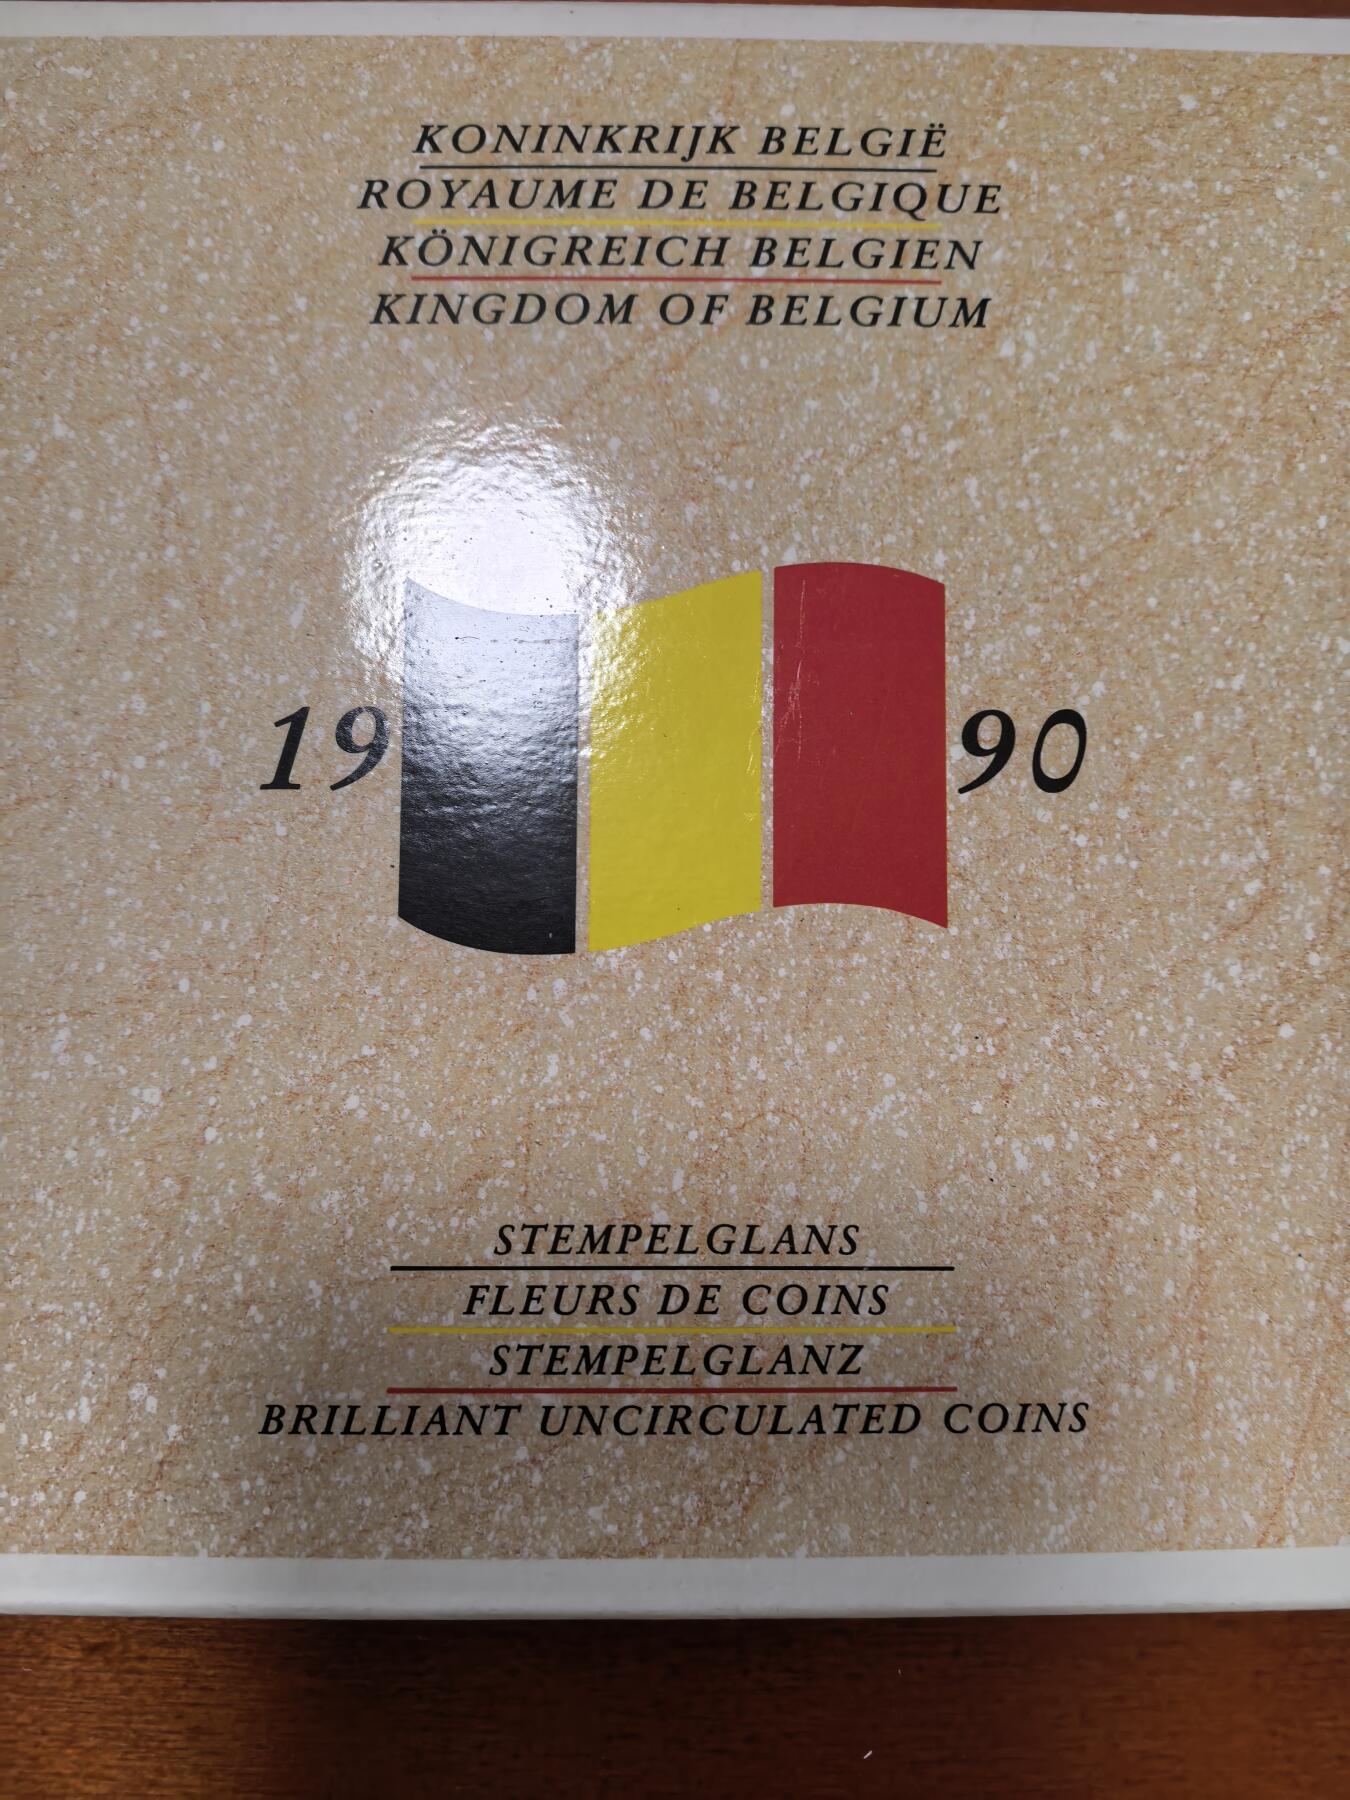 KONINKRIJK BELGIË
ROYAUME DE BELGIQUE
KÖNIGREICH BELGIEN
KINGDOM OF BELGIUM
19 90
STEMPELGLANS
FLEURS DE COINS
STEMPELGLANZ
BRILLIANT UNCIRCULATED COINS